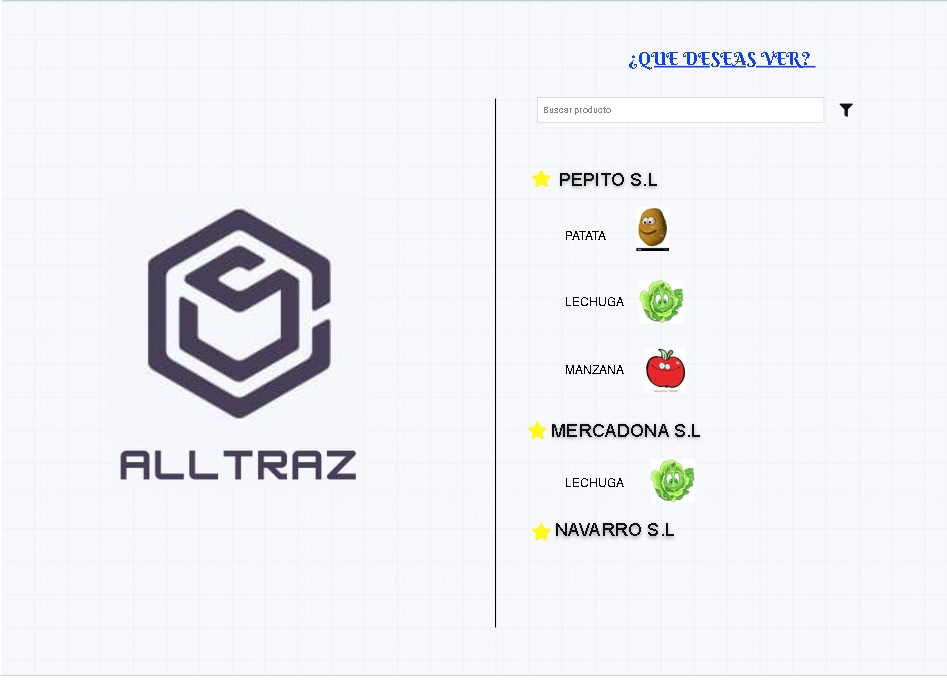 ¿QUE DESEAS VER?
Buscar producto
PEPITO S.L
PATATA
LECHUGA
MANZANA
MERCADONA S.L
LECHUGA
NAVARRO S.L
ALLTRAZ